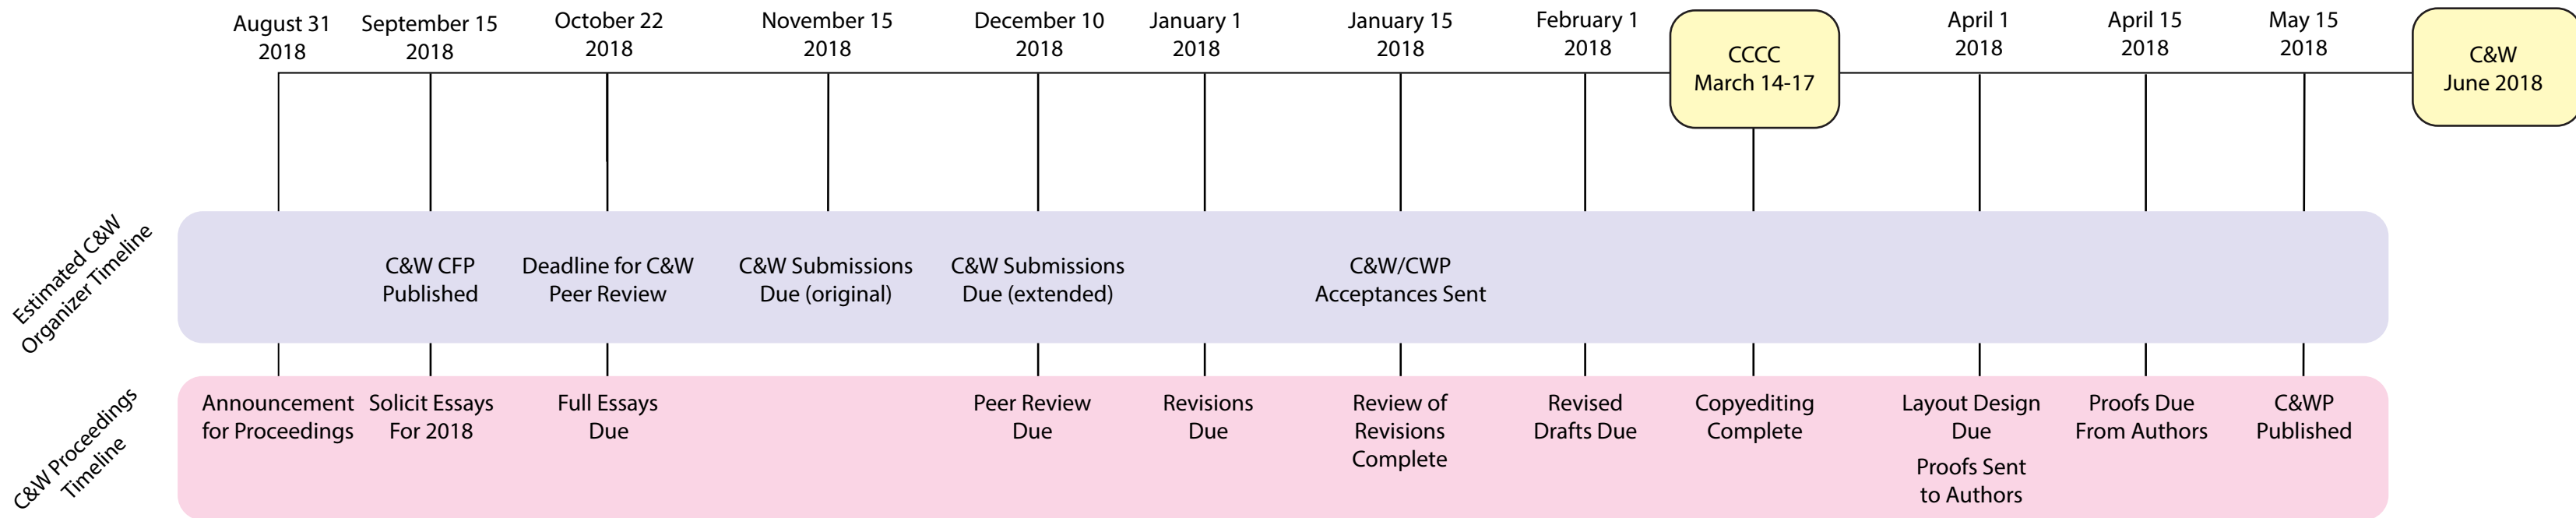 August 31
2018
September 15
2018
October 22
2018
November 15
2018
December 10
2018
January 1
2018
January 15
2018
February 1
2018
CCCC
March 14-17
April 1
2018
April 15
2018
May 15
2018
C&W
June 2018
Estimated C&W
Organizer Timeline
C&W CFP
Published
Deadline for C&W
Peer Review
C&W Submissions
Due (original)
C&W Submissions
Due (extended)
C&W/CWP
Acceptances Sent
C&W Proceedings
Timeline
Announcement
for Proceedings
Solicit Essays
For 2018
Full Essays
Due
Peer Review
Due
Revisions
Due
Review of
Revisions
Complete
Revised
Drafts Due
Copyediting
Complete
Layout Design
Due
Proofs Sent
to Authors
Proofs Due
From Authors
C&WP
Published